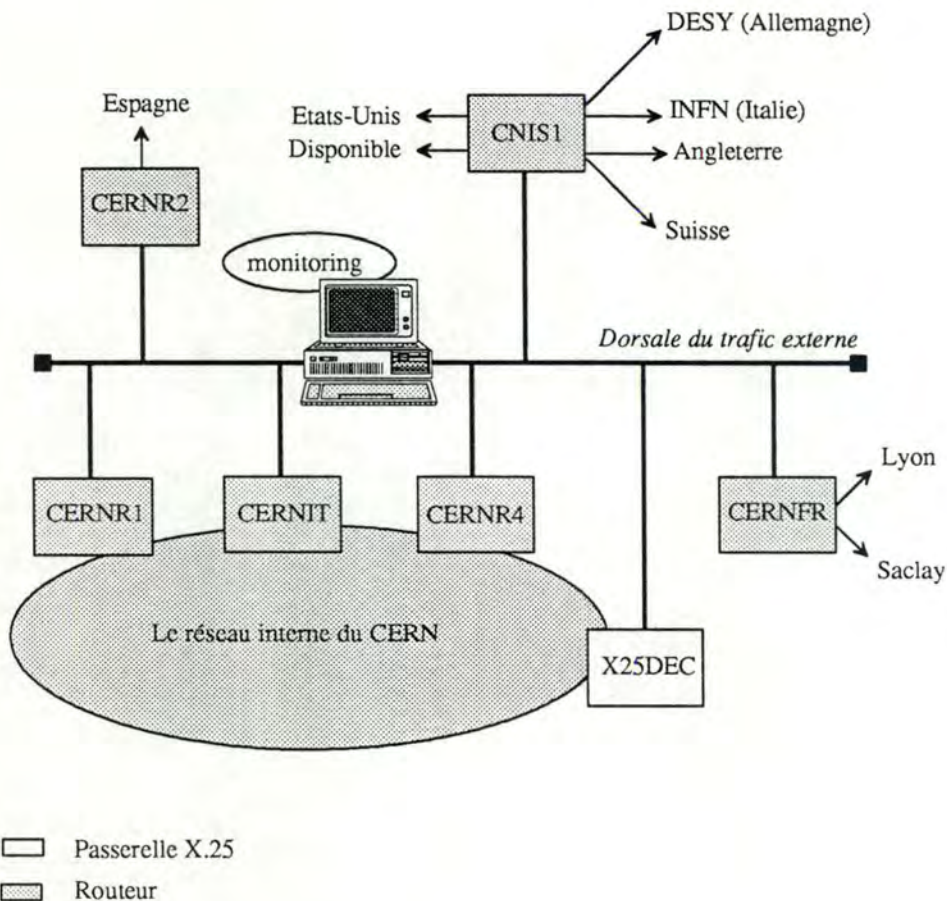 DESY (Allemagne)
Espagne
Etats-Unis
INFN (Italie)
CNIS1
Disponible
Angleterre
CERNR2
Suisse
monitoring
Dorsale du trafic externe
Lyon
CERNR1
CERNIT
CERNR4
CERNFR
Saclay
Le réseau interne du CERN
X25DEC
Passerelle X.25
Routeur